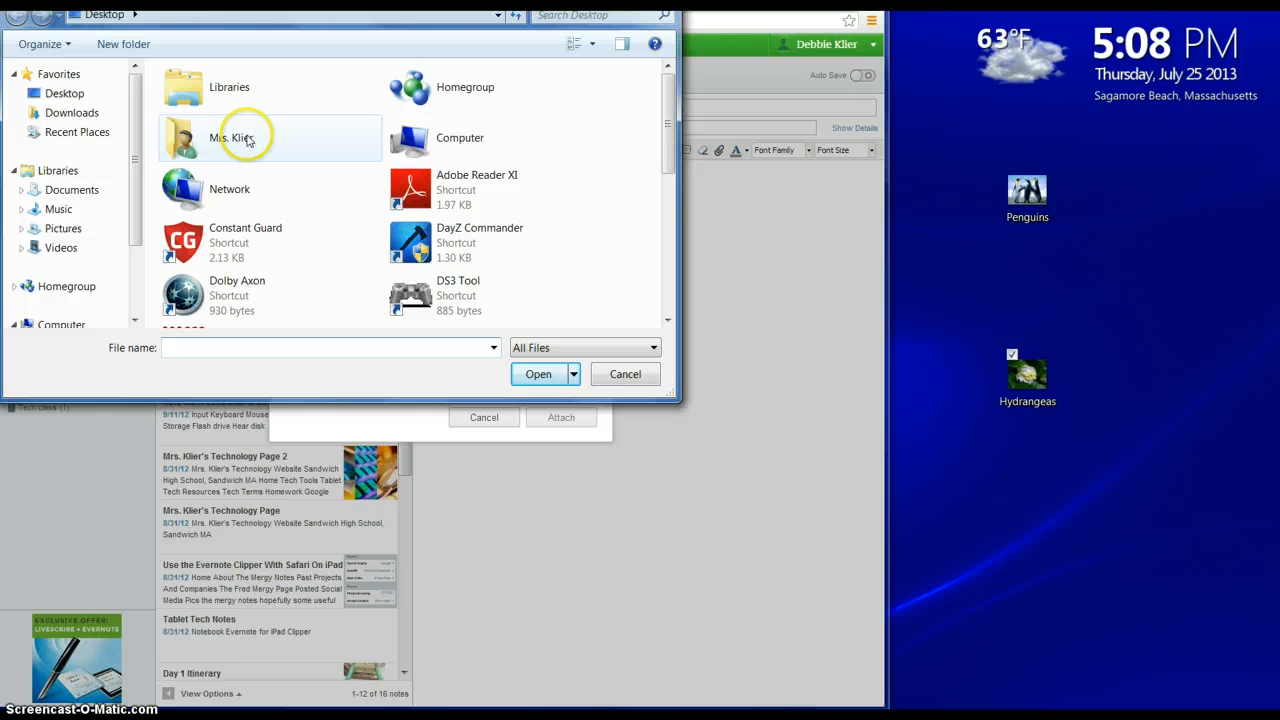 Desktop
Search Desktop
Organize
New folder
Favorites
Desktop
Downloads
Recent Places
Libraries
Documents
Music
Pictures
Videos
Homegroup
Computer
Libraries
Homegroup
Mrs. Klier
Computer
Network
Adobe Reader XI
Shortcut
1.97 KB
Constant Guard
Shortcut
2.13 KB
DayZ Commander
Shortcut
1.30 KB
Dolby Axon
Shortcut
930 bytes
DS3 Tool
Shortcut
885 bytes
File name:
All Files
Open
Cancel
Debbie Klier
Auto Save
Show Details
Font Family
Font Size
Cancel
Attach
Tech class (1)
9/11/12 Input Keyboard Mouse
Storage Flash drive Hear disk
Mrs. Klier's Technology Page 2
8/31/12 Mrs. Klier's Technology Website Sandwich
High School, Sandwich MA Home Tech Tools Tablet
Tech Resources Tech Terms Homework Google
Mrs. Klier's Technology Page
8/31/12 Mrs. Klier's Technology Website Sandwich High School,
Sandwich MA
Use the Evernote Clipper With Safari On iPad
8/31/12 Home About The Mergy Notes Past Projects
And Companies The Fred Mergy Page Posted Social
Media Pics the mergy notes hopefully some useful
Tablet Tech Notes
8/31/12 Notebook Evernote for iPad Clipper
Day 1 Itinerary
4 View Options
1-12 of 16 notes
EXCLUSIVE OFFER:
LIVESCRIBE + EVERNOTE
63°F
5:08 PM
Thursday, July 25 2013
Sagamore Beach, Massachusetts
Penguins
Hydrangeas
Screencast-O-Matic.com